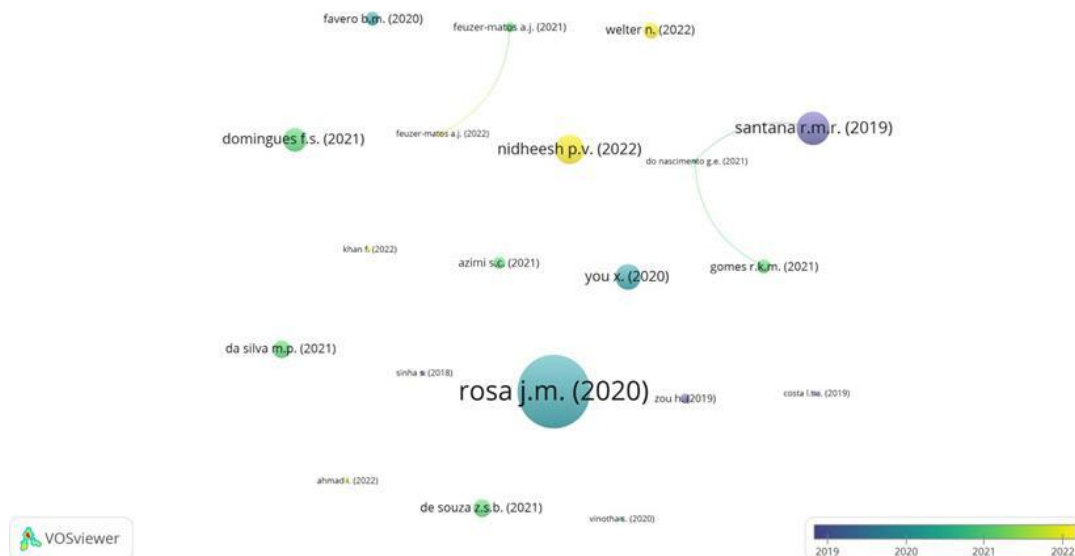 favero b.m. (2020)
feuzer-matos a.j. (2021)
welter n. (2022)
domingues f.s. (2021)
feuzer-matos a.j. (2022)
nidheesh p.v. (2022)
santana r.m.r. (2019)
do nascimento g.e. (2021)
khan f. (2022)
azimi s.c. (2021)
you x. (2020)
gomes r.k.m. (2021)
da silva m.p. (2021)
sinha (2018)
rosa j.m. (2020)
zou h. (2019)
costa (2019)
ahmad i. (2022)
de souza z.s.b. (2021)
vinotha s. (2020)
VOSviewer
2019 2020 2021 2022